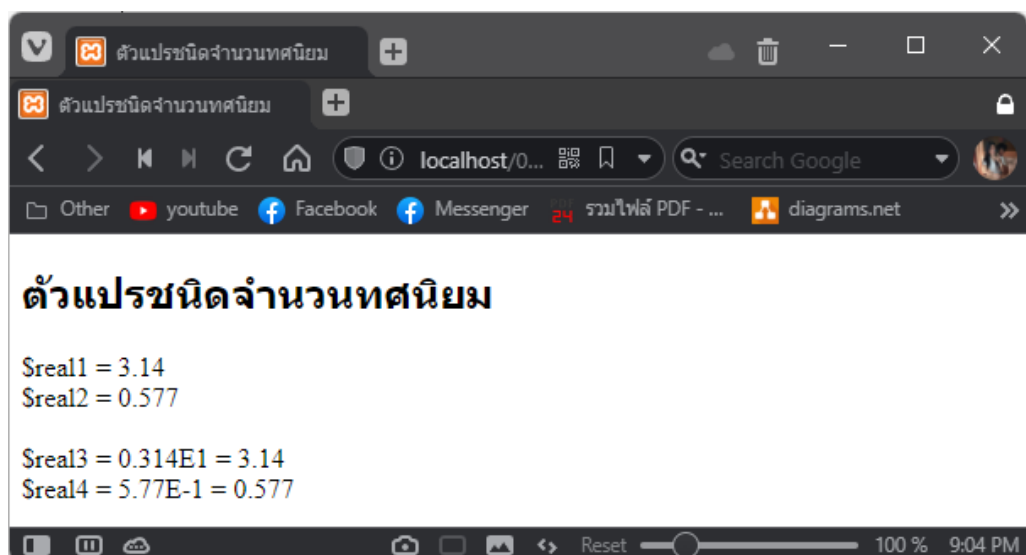 ตัวแปรชนิดจำนวนทศนิยม
ตัวแปรชนิดจำนวนทศนิยม
localhost/0... Search Google
Other youtube Facebook Messenger PDF 24 รวมไฟล์ PDF - ... diagrams.net
ตัวแปรชนิดจำนวนทศนิยม
$real1 = 3.14
$real2 = 0.577
$real3 = 0.314E1 = 3.14
$real4 = 5.77E-1 = 0.577
Reset 100 % 9:04 PM